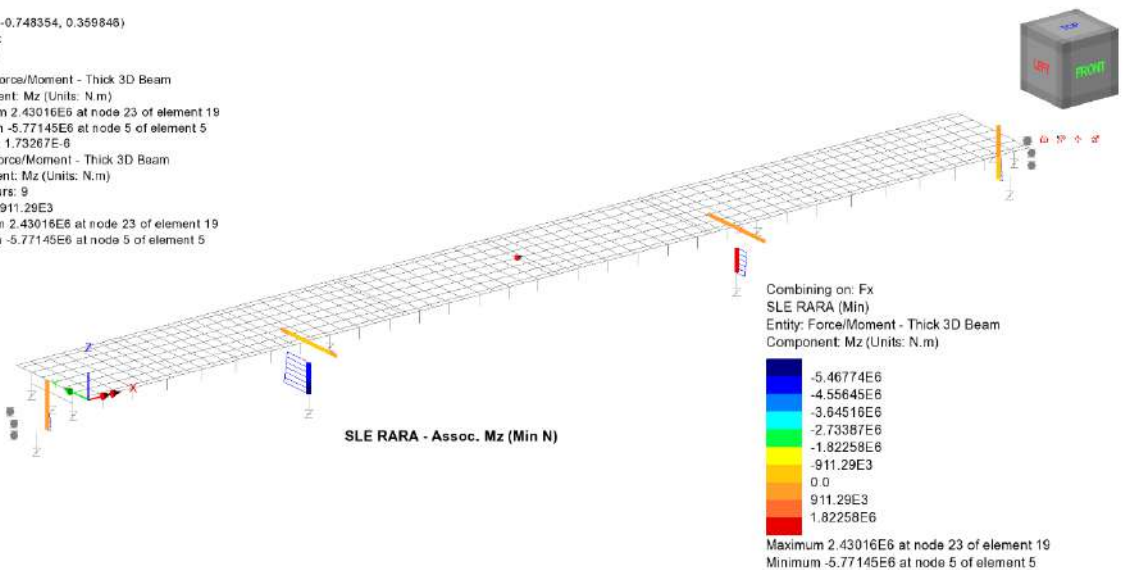 -0.748354, 0.359846)
orce/Moment - Thick 3D Beam
ent: Mz (Units: N.m)
2.43016E6 at node 23 of element 19
-5.77145E6 at node 5 of element 5
1.73267E-6
orce/Moment - Thick 3D Beam
ent: Mz (Units: N.m)
urs: 9
911.29E3
2.43016E6 at node 23 of element 19
-5.77145E6 at node 5 of element 5
TOP
LEFT
FRONT
Z
Z
Z
Z
Z
X
Z
Z
Z
Z
SLE RARA - Assoc. Mz (Min N)
Combining on: Fx
SLE RARA (Min)
Entity: Force/Moment - Thick 3D Beam
Component: Mz (Units: N.m)
-5.46774E6
-4.55645E6
-3.64516E6
-2.73387E6
-1.82258E6
-911.29E3
0.0
911.29E3
1.82258E6
Maximum 2.43016E6 at node 23 of element 19
Minimum -5.77145E6 at node 5 of element 5